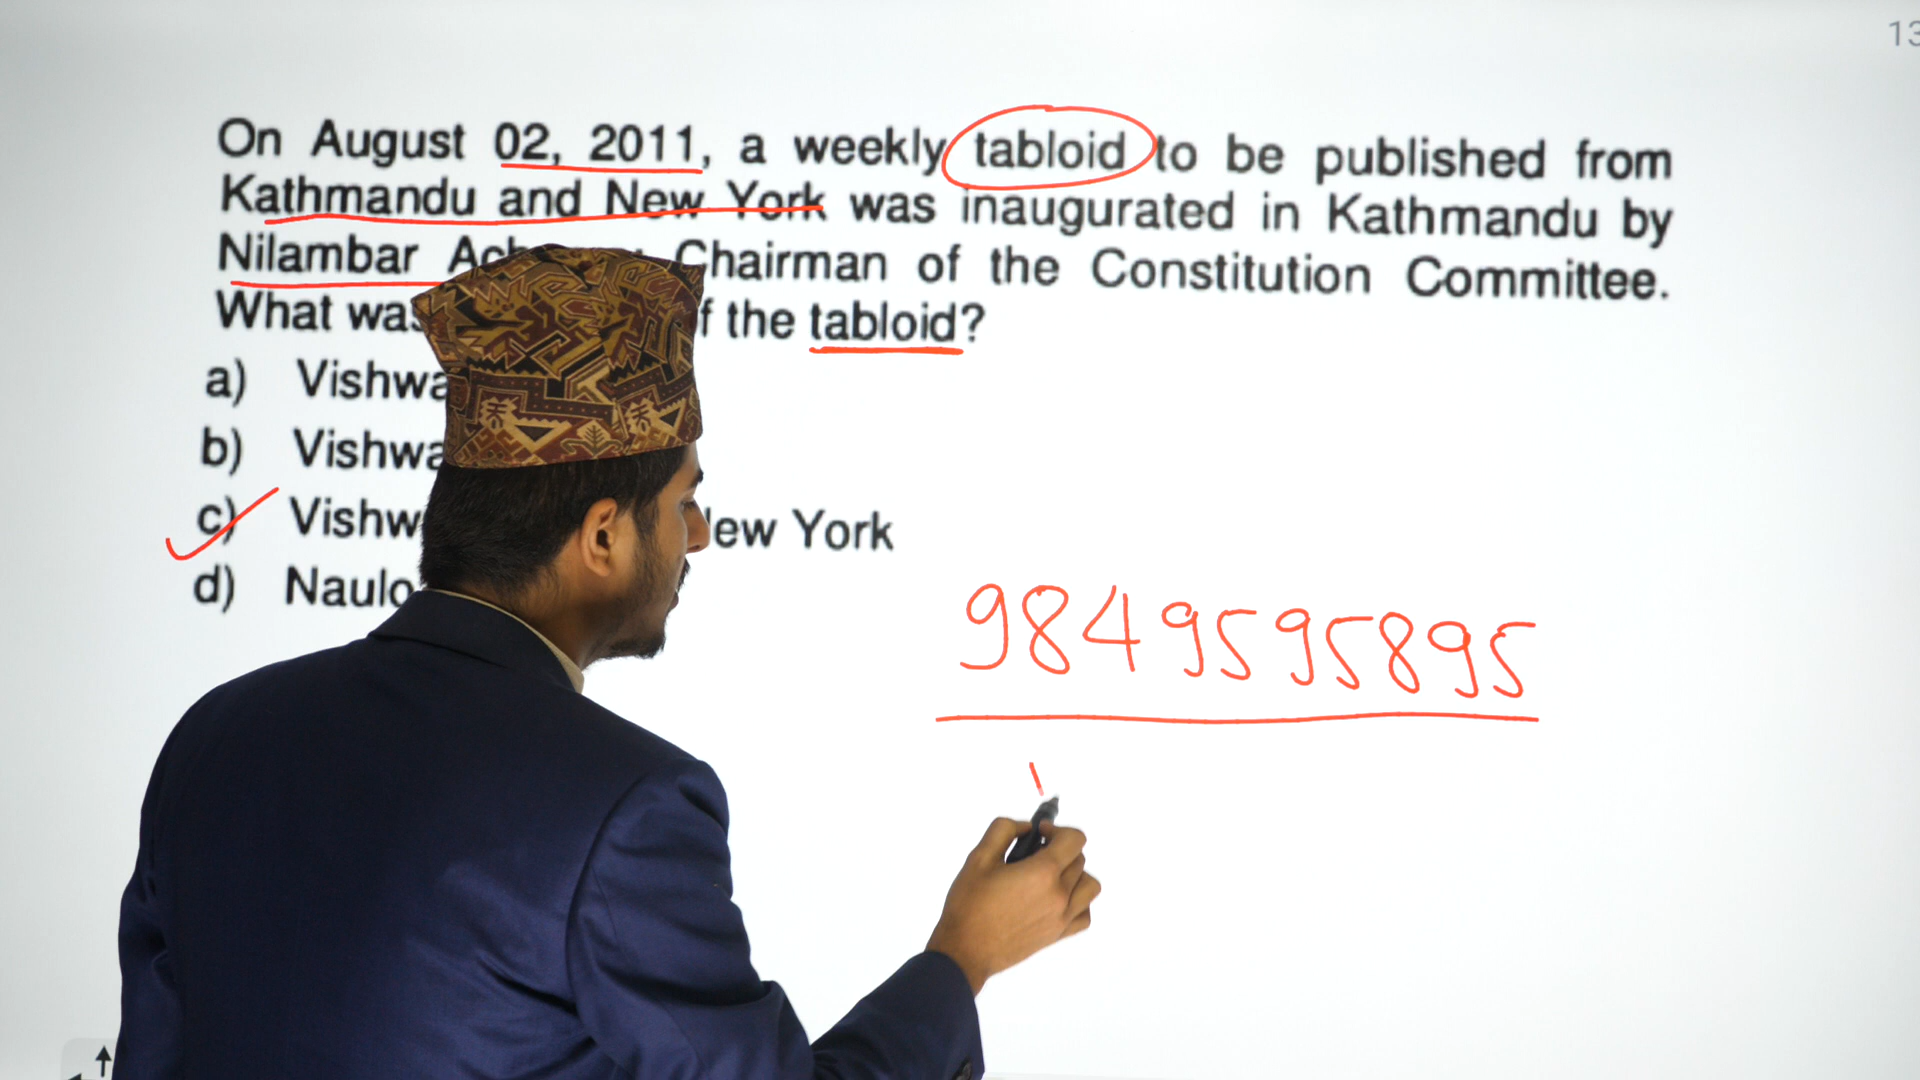 13
On August 02, 2011, a weekly tabloid to be published from
Kathmandu and New York was inaugurated in Kathmandu by
Nilambar Chairman of the Constitution Committee.
What was f the tabloid?
a) Vishwa
b) Vishwa
c) Vishw ew York
d) Naulo
9849595895